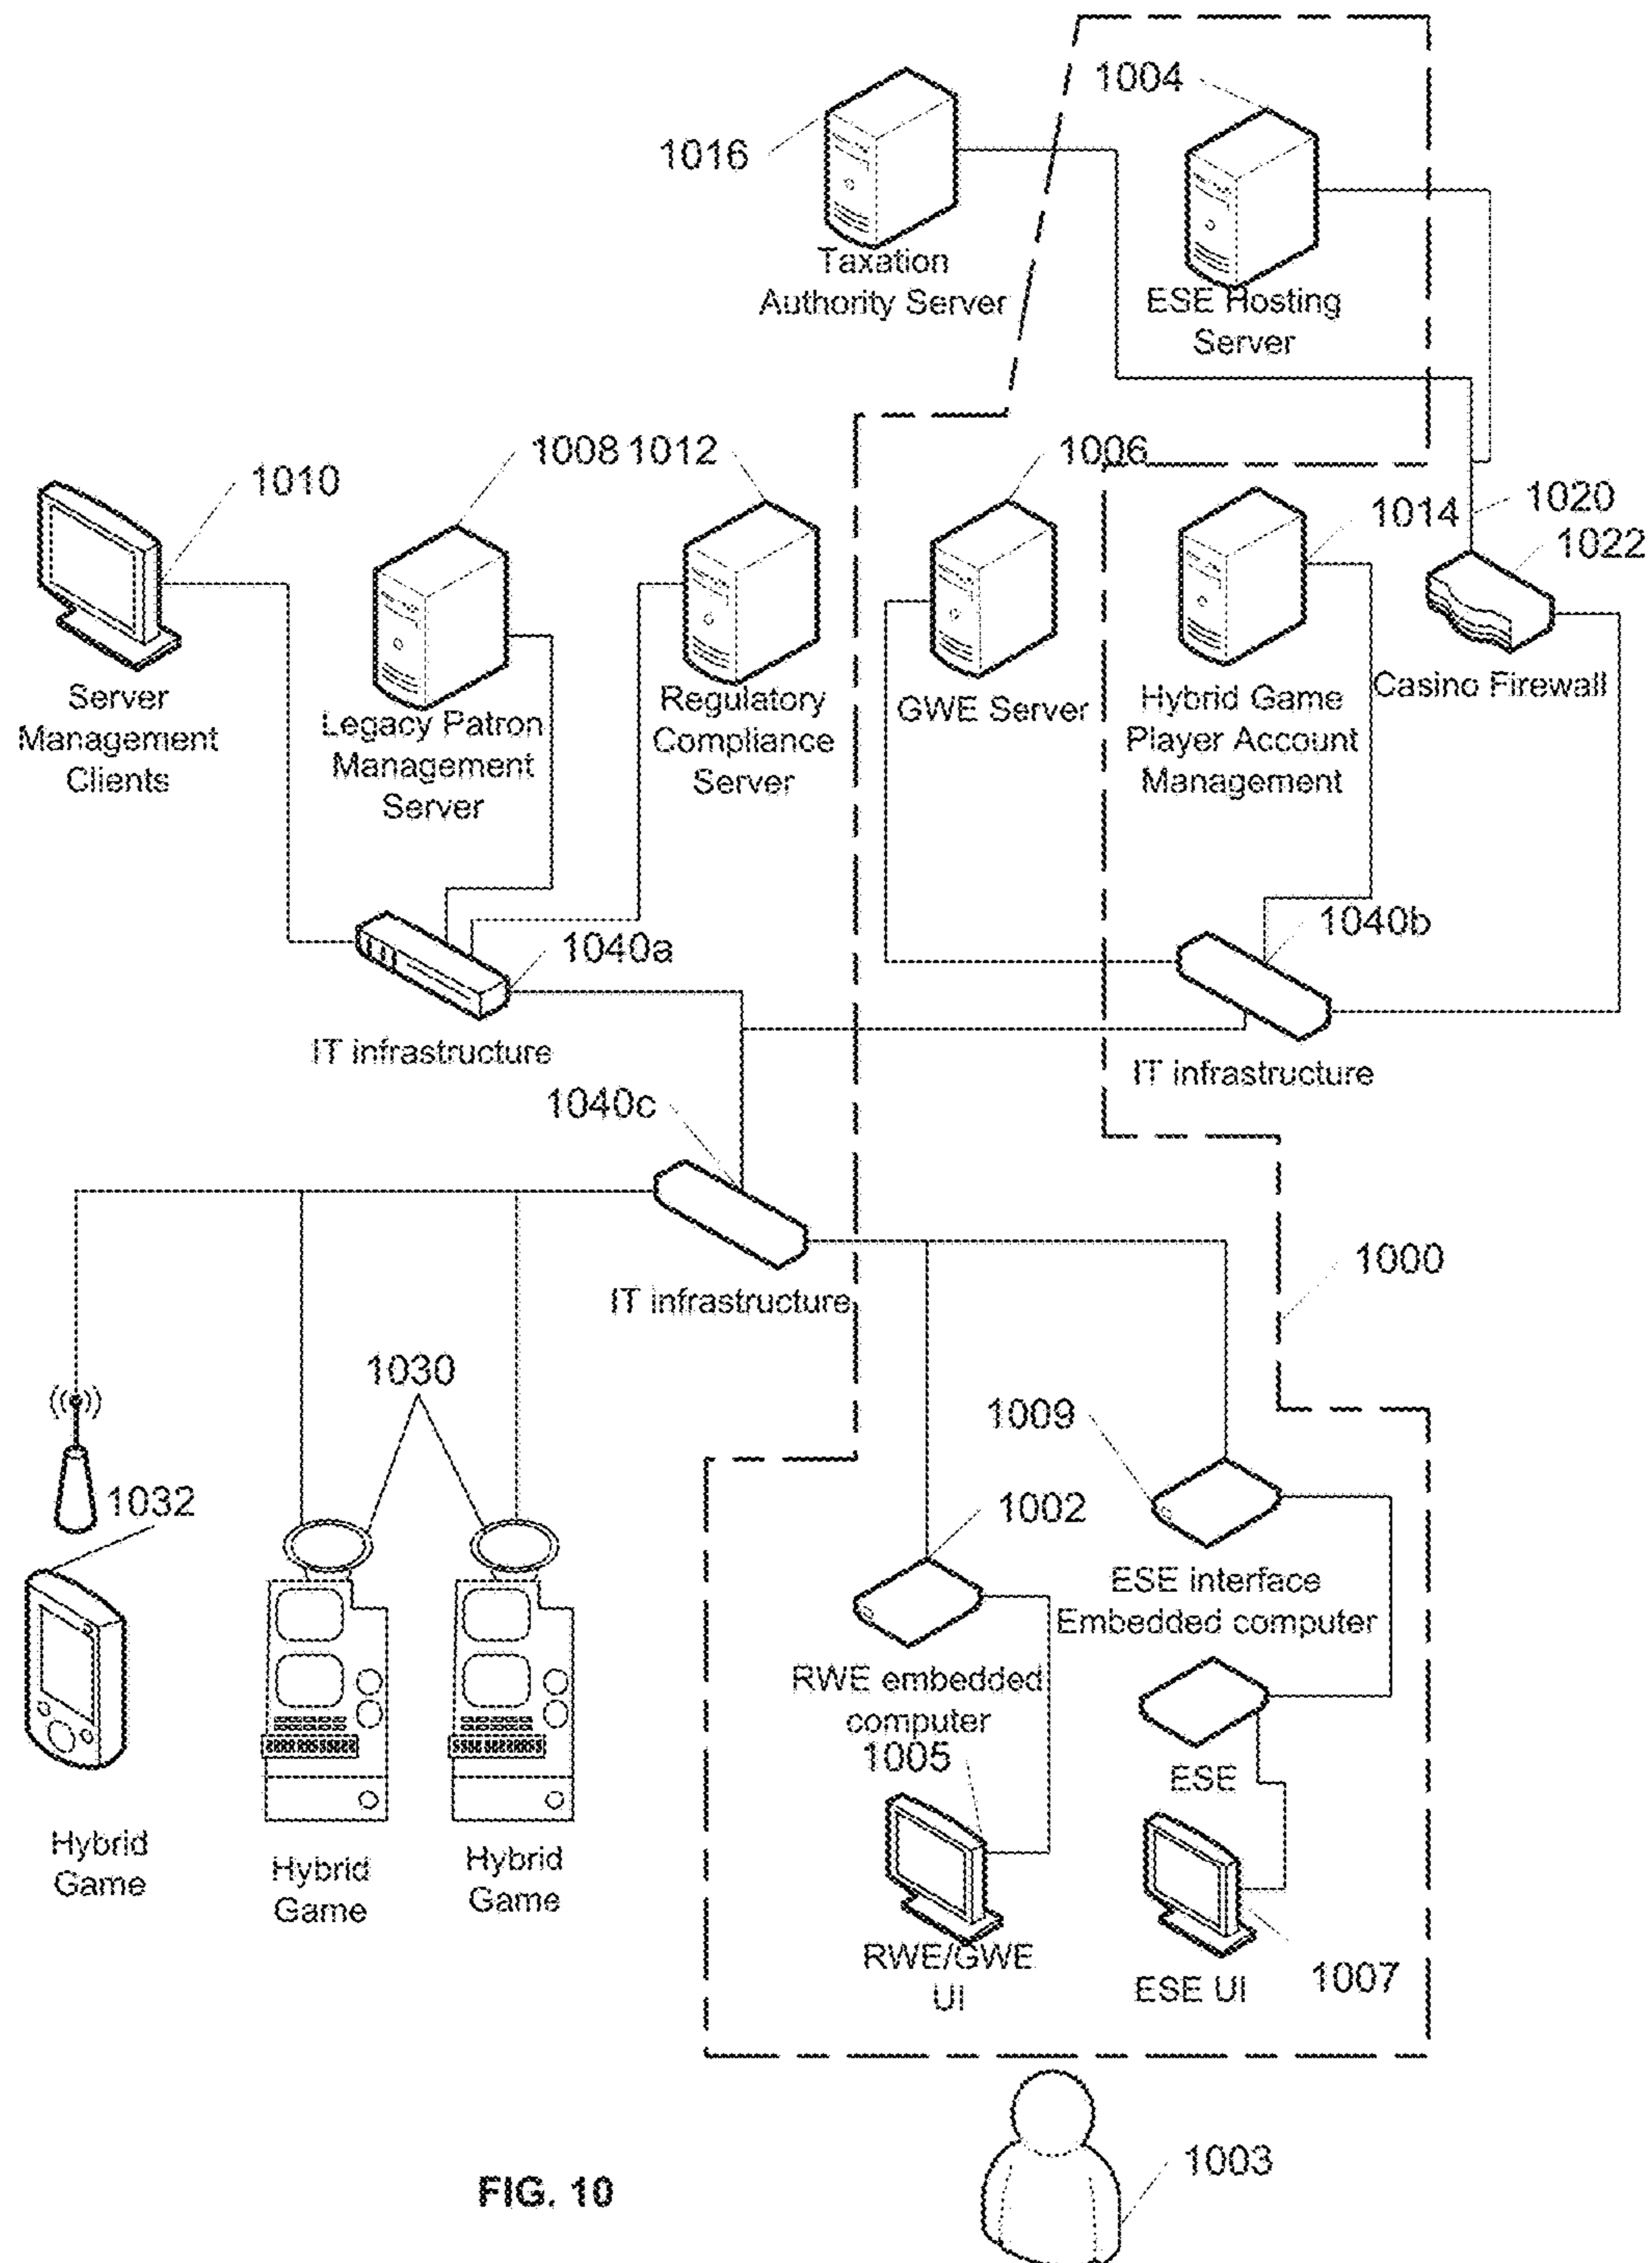 1004
1016
Taxation
Authority Server
ESE Hosting
Server
1008
1012
1006
1010
1014
1020
1022
Server
Management
Clients
Legacy Patron
Management
Server
Regulatory
Compliance
Server
GWE Server
Hybrid Game
Player Account
Management
Casino Firewall
1040a
1040b
IT infrastructure
IT infrastructure
1040c
1000
IT infrastructure
1030
1009
1032
1002
ESE interface
Embedded computer
RWE embedded
computer
1005
ESE
Hybrid
Game
Hybrid
Game
Hybrid
Game
RWE/GWE
UI
ESE UI
1007
1003
FIG. 10